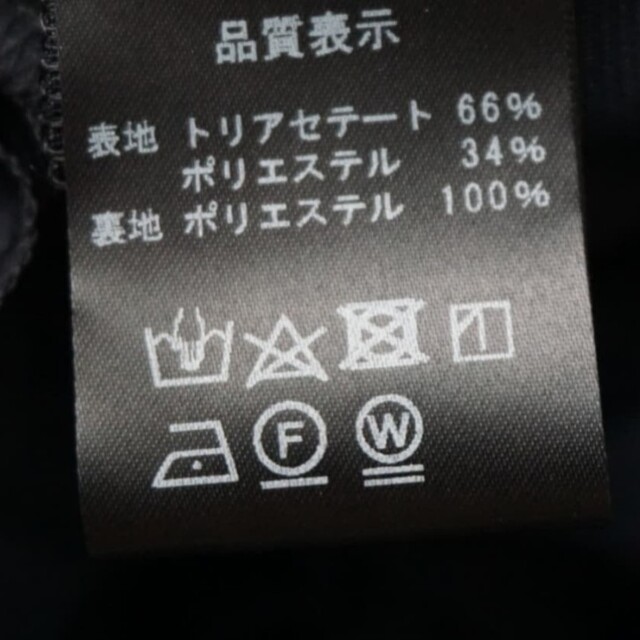 品質表示
表地 トリアセテート 66%
ポリエステル 34%
裏地 ポリエステル 100%
F W